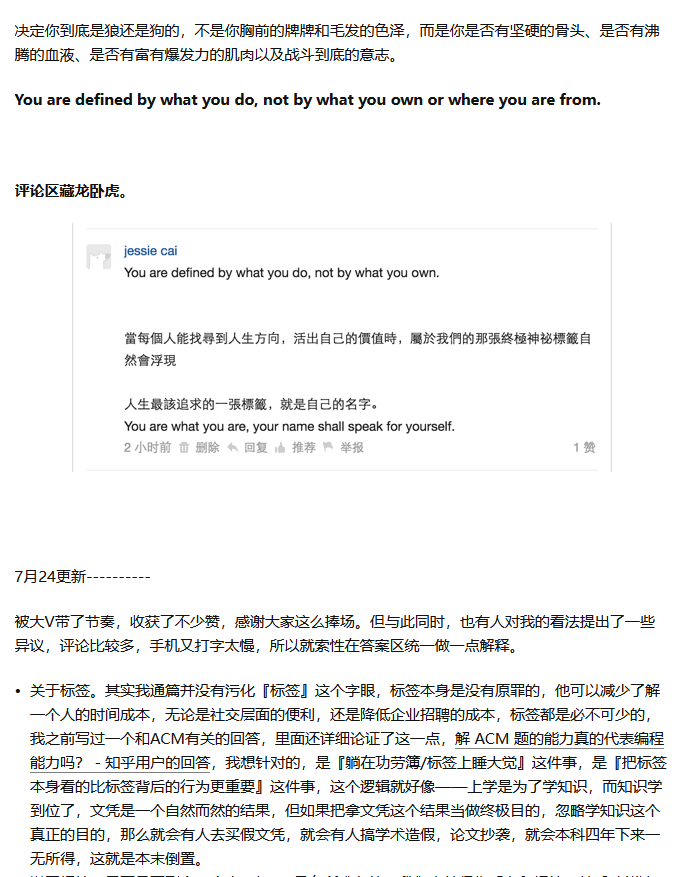 决定你到底是狼还是狗的，不是你胸前的牌牌和毛发的色泽，而是你是否有坚硬的骨头、是否有沸
腾的血液、是否有富有爆发力的肌肉以及战斗到底的意志。
You are defined by what you do, not by what you own or where you are from.
评论区藏龙卧虎。
jessie cai
You are defined by what you do, not by what you own.
當每個人能找尋到人生方向，活出自己的價值時，屬於我們的那張終極神祕標籤自
然會浮現
人生最該追求的一張標籤，就是自己的名字。
You are what you are, your name shall speak for yourself.
2 小时前 删除 回复 推荐 举报 1 赞
7月24更新----------
被大V带了节奏，收获了不少赞，感谢大家这么捧场。但与此同时，也有人对我的看法提出了一些
异议，评论比较多，手机又打字太慢，所以就索性在答案区统一做一点解释。
• 关于标签。其实我通篇并没有污化『标签』这个字眼，标签本身是没有原罪的，他可以减少了解
一个人的时间成本，无论是社交层面的便利，还是降低企业招聘的成本，标签都是必不可少的，
我之前写过一个和ACM有关的回答，里面还详细论证了这一点，解 ACM 题的能力真的代表编程
能力吗？ - 知乎用户的回答，我想针对的，是『躺在功劳簿/标签上睡大觉』这件事，是『把标签
本身看的比标签背后的行为更重要』这件事，这个逻辑就好像——上学是为了学知识，而知识学
到位了，文凭是一个自然而然的结果，但如果把拿文凭这个结果当做终极目的，忽略学知识这个
真正的目的，那么就会有人去买假文凭，就会有人搞学术造假，论文抄袭，就会本科四年下来一
无所得，这就是本末倒置。